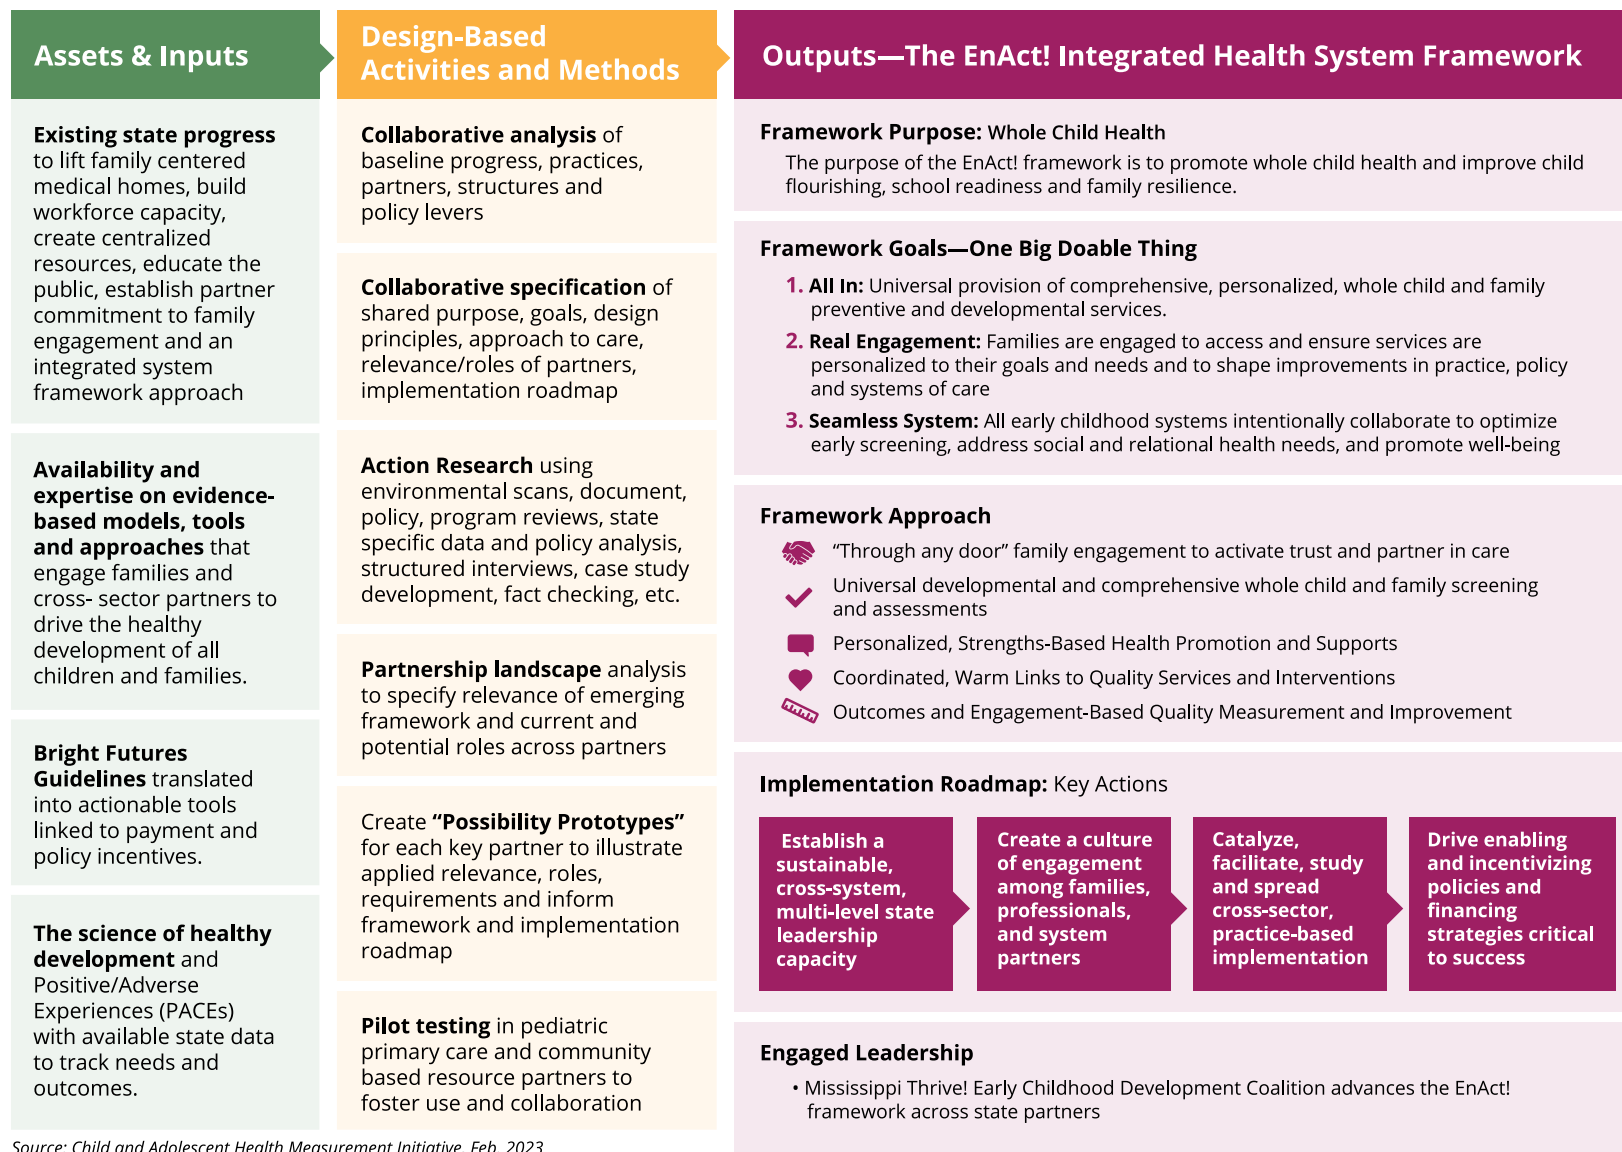 Assets & Inputs
Existing state progress
to lift family centered
medical homes, build
workforce capacity,
create centralized
resources, educate the
public, establish partner
commitment to family
engagement and an
integrated system
framework approach
Availability and
expertise on evidence-
based models, tools
and approaches that
engage families and
cross- sector partners to
drive the healthy
development of all
children and families.
Bright Futures
Guidelines translated
into actionable tools
linked to payment and
policy incentives.
The science of healthy
development and
Positive/Adverse
Experiences (PACEs)
with available state data
to track needs and
outcomes.
Design-Based
Activities and Methods
Collaborative analysis of
baseline progress, practices,
partners, structures and
policy levers
Collaborative specification of
shared purpose, goals, design
principles, approach to care,
relevance/roles of partners,
implementation roadmap
Action Research using
environmental scans, document,
policy, program reviews, state
specific data and policy analysis,
structured interviews, case study
development, fact checking, etc.
Partnership landscape analysis
to specify relevance of emerging
framework and current and
potential roles across partners
Create “Possibility Prototypes”
for each key partner to illustrate
applied relevance, roles,
requirements and inform
framework and implementation
roadmap
Pilot testing in pediatric
primary care and community
based resource partners to
foster use and collaboration
Outputs—The EnAct! Integrated Health System Framework
Framework Purpose: Whole Child Health
The purpose of the EnAct! framework is to promote whole child health and improve child
flourishing, school readiness and family resilience.
Framework Goals—One Big Doable Thing
1. All In: Universal provision of comprehensive, personalized, whole child and family
preventive and developmental services.
2. Real Engagement: Families are engaged to access and ensure services are
personalized to their goals and needs and to shape improvements in practice, policy
and systems of care
3. Seamless System: All early childhood systems intentionally collaborate to optimize
early screening, address social and relational health needs, and promote well-being
Framework Approach
“Through any door” family engagement to activate trust and partner in care
Universal developmental and comprehensive whole child and family screening
and assessments
Personalized, Strengths-Based Health Promotion and Supports
Coordinated, Warm Links to Quality Services and Interventions
Outcomes and Engagement-Based Quality Measurement and Improvement
Implementation Roadmap: Key Actions
Establish a
sustainable,
cross-system,
multi-level state
leadership
capacity
Create a culture
of engagement
among families,
professionals,
and system
partners
Catalyze,
facilitate, study
and spread
cross-sector,
practice-based
implementation
Drive enabling
and incentivizing
policies and
financing
strategies critical
to success
Engaged Leadership
• Mississippi Thrive! Early Childhood Development Coalition advances the EnAct!
framework across state partners
Source: Child and Adolescent Health Measurement Initiative, Feb. 2023